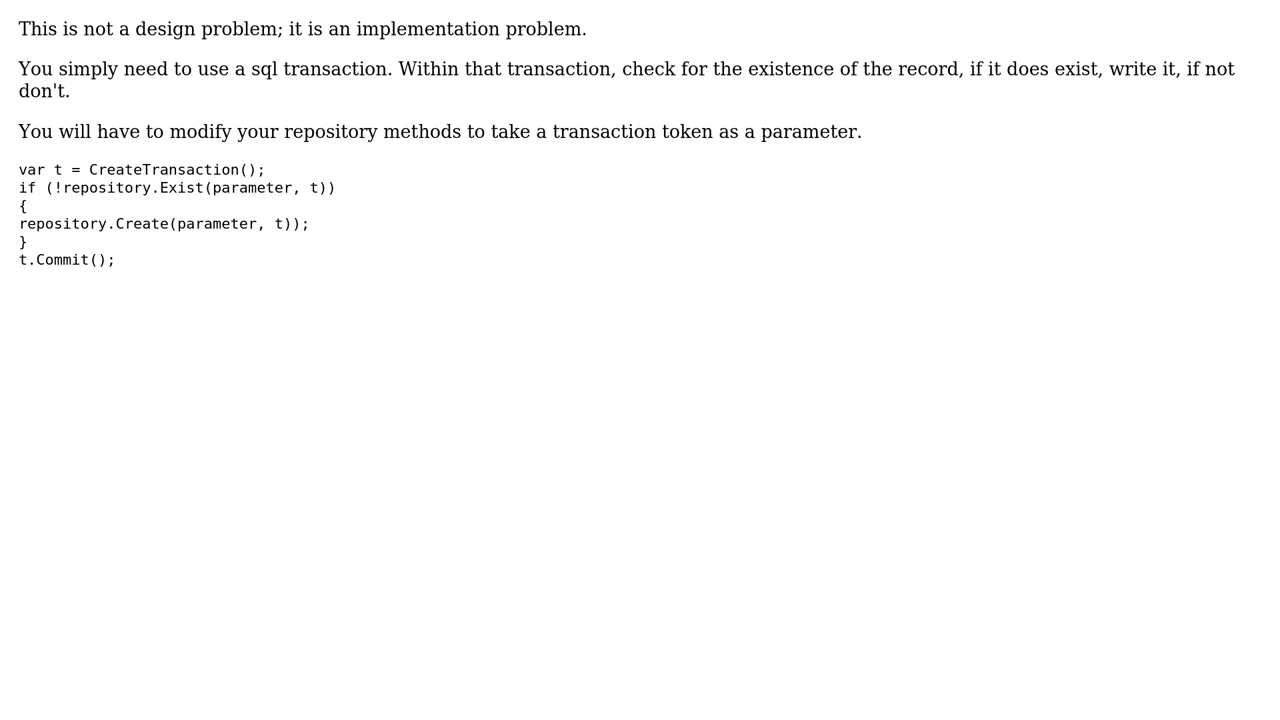 This is not a design problem; it is an implementation problem.
You simply need to use a sql transaction. Within that transaction, check for the existence of the record, if it does exist, write it, if not
don't.
You will have to modify your repository methods to take a transaction token as a parameter.
var t = CreateTransaction();
if (!repository.Exist(parameter, t))
{
repository.Create(parameter, t));
}
t.Commit();